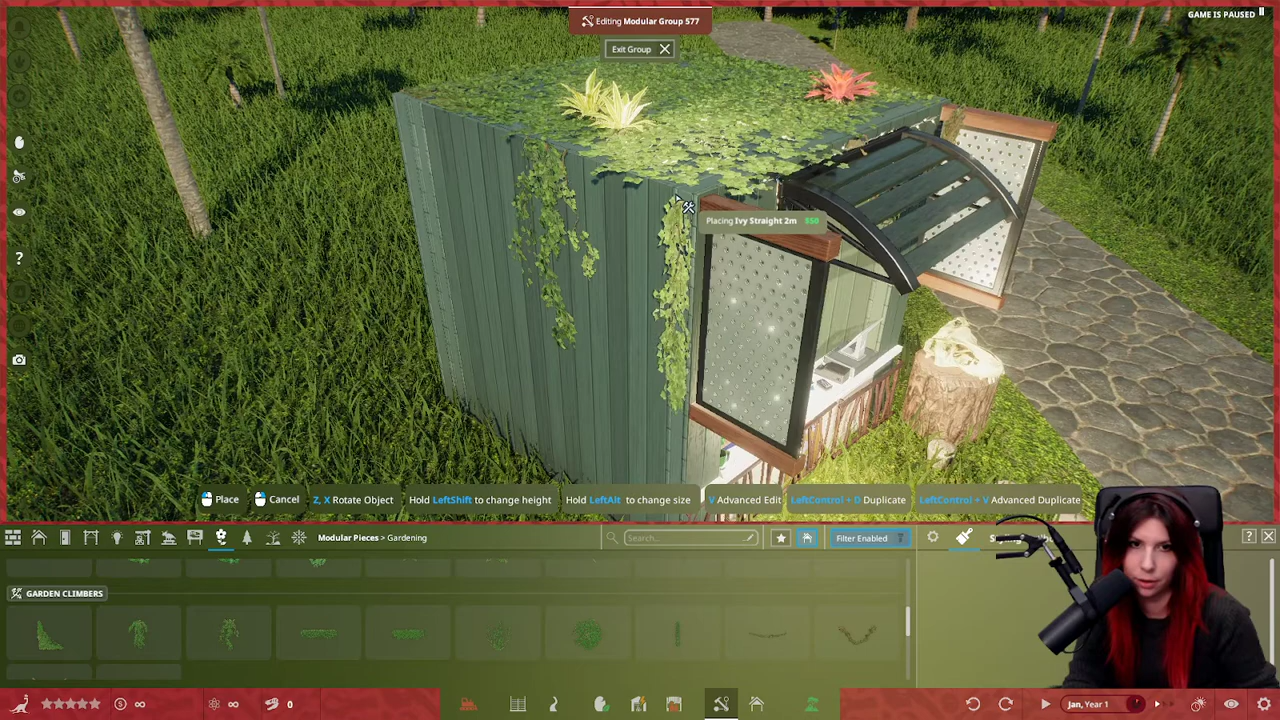 Editing Modular Group 577
GAME IS PAUSED
Exit Group
Placing Ivy Straight 2m $50
Place
Cancel
Z, X Rotate Object
Hold LeftShift to change height
Hold LeftAlt to change size
V Advanced Edit
LeftControl + D Duplicate
LeftControl + V Advanced Duplicate
Modular Pieces > Gardening
Search...
Filter Enabled
?
?
GARDEN CLIMBERS
∞
∞
0
Jan, Year 1